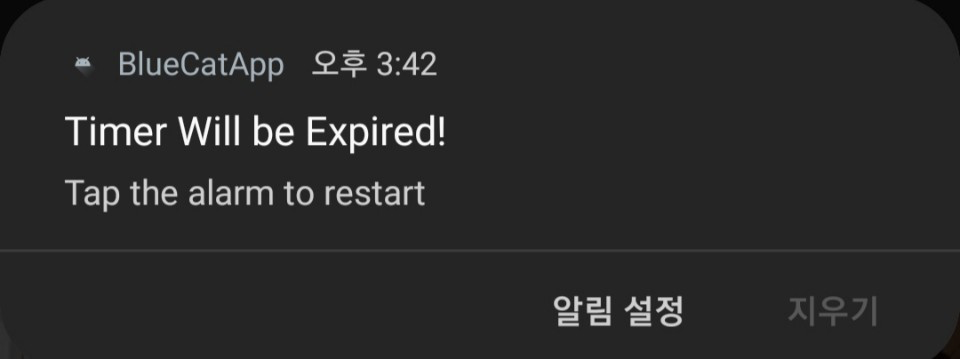 BlueCatApp 오후 3:42
Timer Will be Expired!
Tap the alarm to restart
알림 설정 지우기